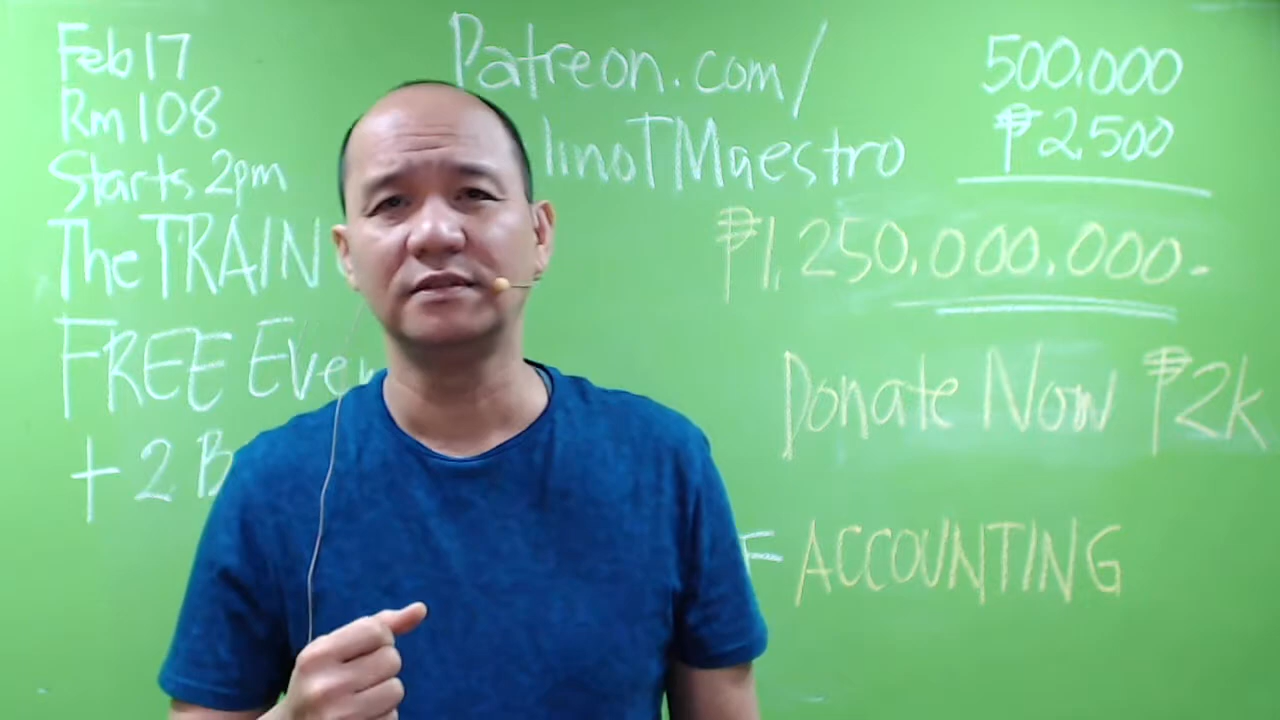 Feb 17
Rm 108
Starts 2pm
The TRAIN
FREE Eve
+ 2 B
Patreon.com/
linoTMaestro
500,000
₱2,500
₱1,250,000,000.-
Donate Now ₱2k
F ACCOUNTING